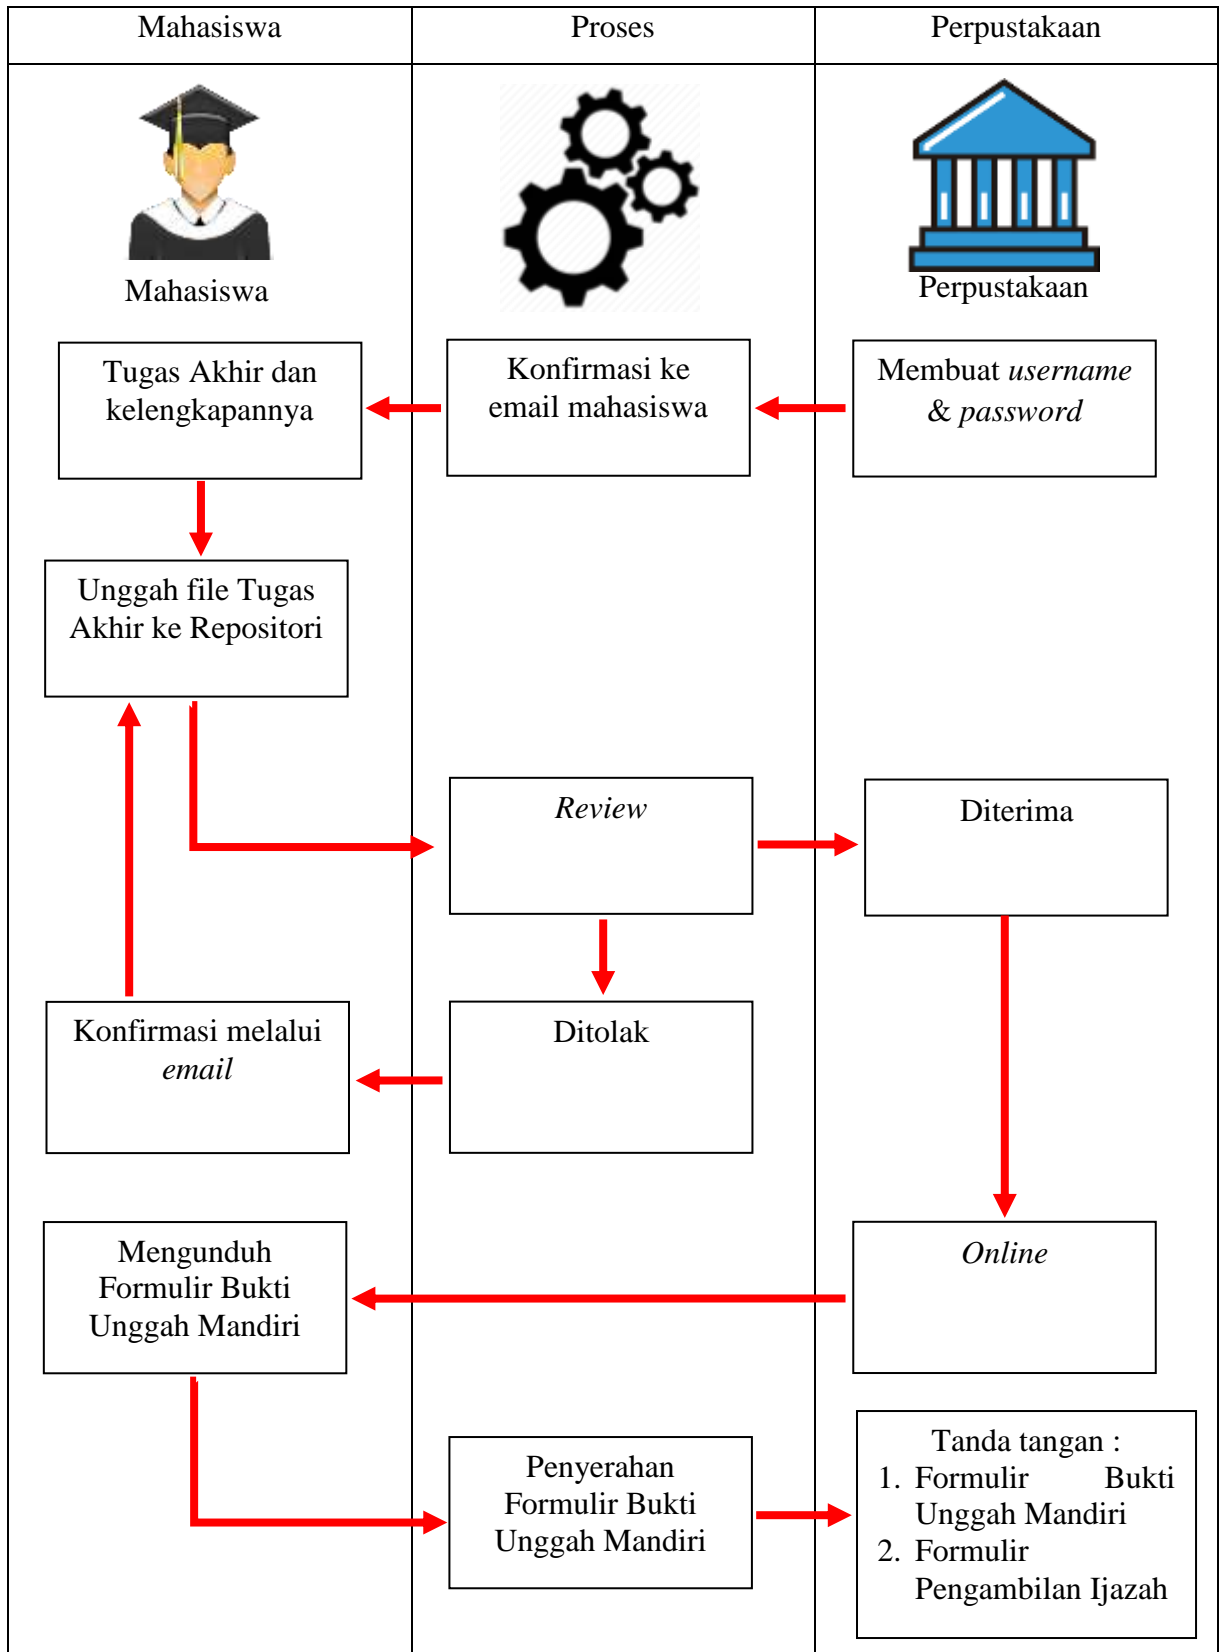 Mahasiswa
Proses
Perpustakaan
Mahasiswa
Perpustakaan
Tugas Akhir dan
kelengkapannya
Konfirmasi ke
email mahasiswa
Membuat username
& password
Unggah file Tugas
Akhir ke Repositori
Review
Diterima
Konfirmasi melalui
email
Ditolak
Mengunduh
Formulir Bukti
Unggah Mandiri
Online
Penyerahan
Formulir Bukti
Unggah Mandiri
Tanda tangan :
1. Formulir Bukti
Unggah Mandiri
2. Formulir
Pengambilan Ijazah